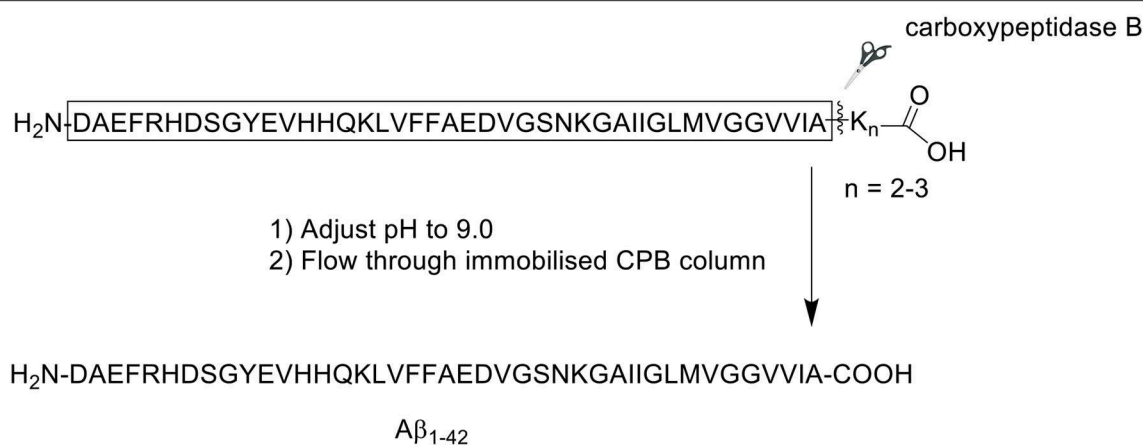 carboxypeptidase B
H₂N-DAEFRHDSGYEVHHQKLVFFAEDVGSNKGAIIGLMVGGVVIA-Kₙ
O
OH
n = 2-3
1) Adjust pH to 9.0
2) Flow through immobilised CPB column
H₂N-DAEFRHDSGYEVHHQKLVFFAEDVGSNKGAIIGLMVGGVVIA-COOH
Aβ₁₋₄₂